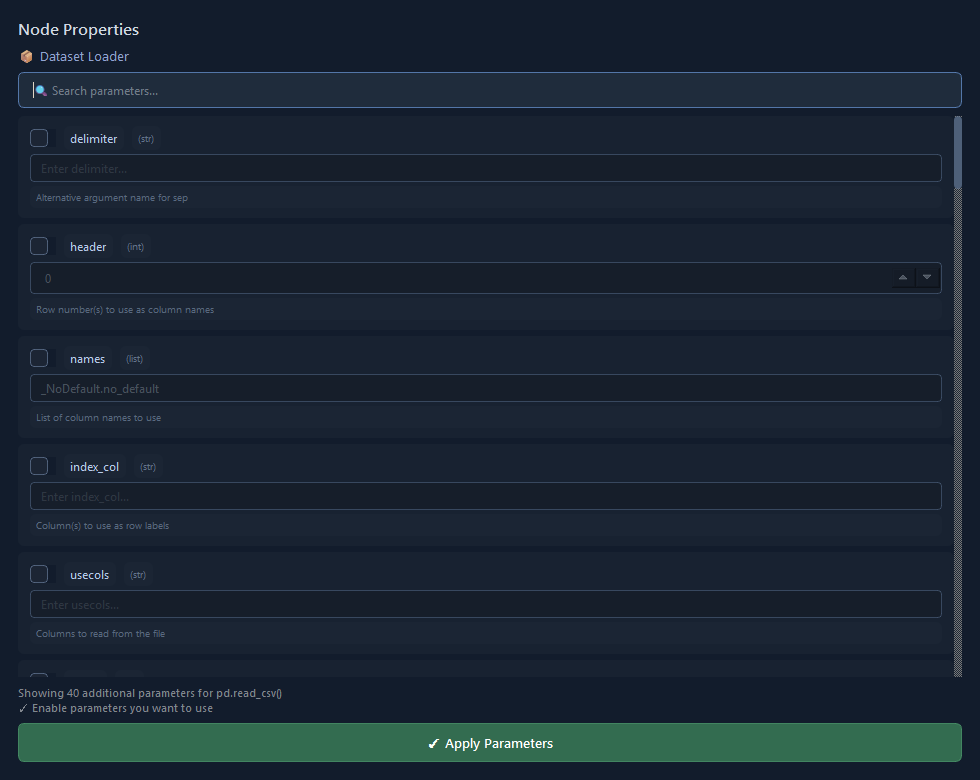 Node Properties
Dataset Loader
Search parameters...
delimiter (str)
Enter delimiter...
Alternative argument name for sep
header (int)
0
Row number(s) to use as column names
names (list)
_NoDefault.no_default
List of column names to use
index_col (str)
Enter index_col...
Column(s) to use as row labels
usecols (str)
Enter usecols...
Columns to read from the file
Showing 40 additional parameters for pd.read_csv()
✓ Enable parameters you want to use
✓ Apply Parameters